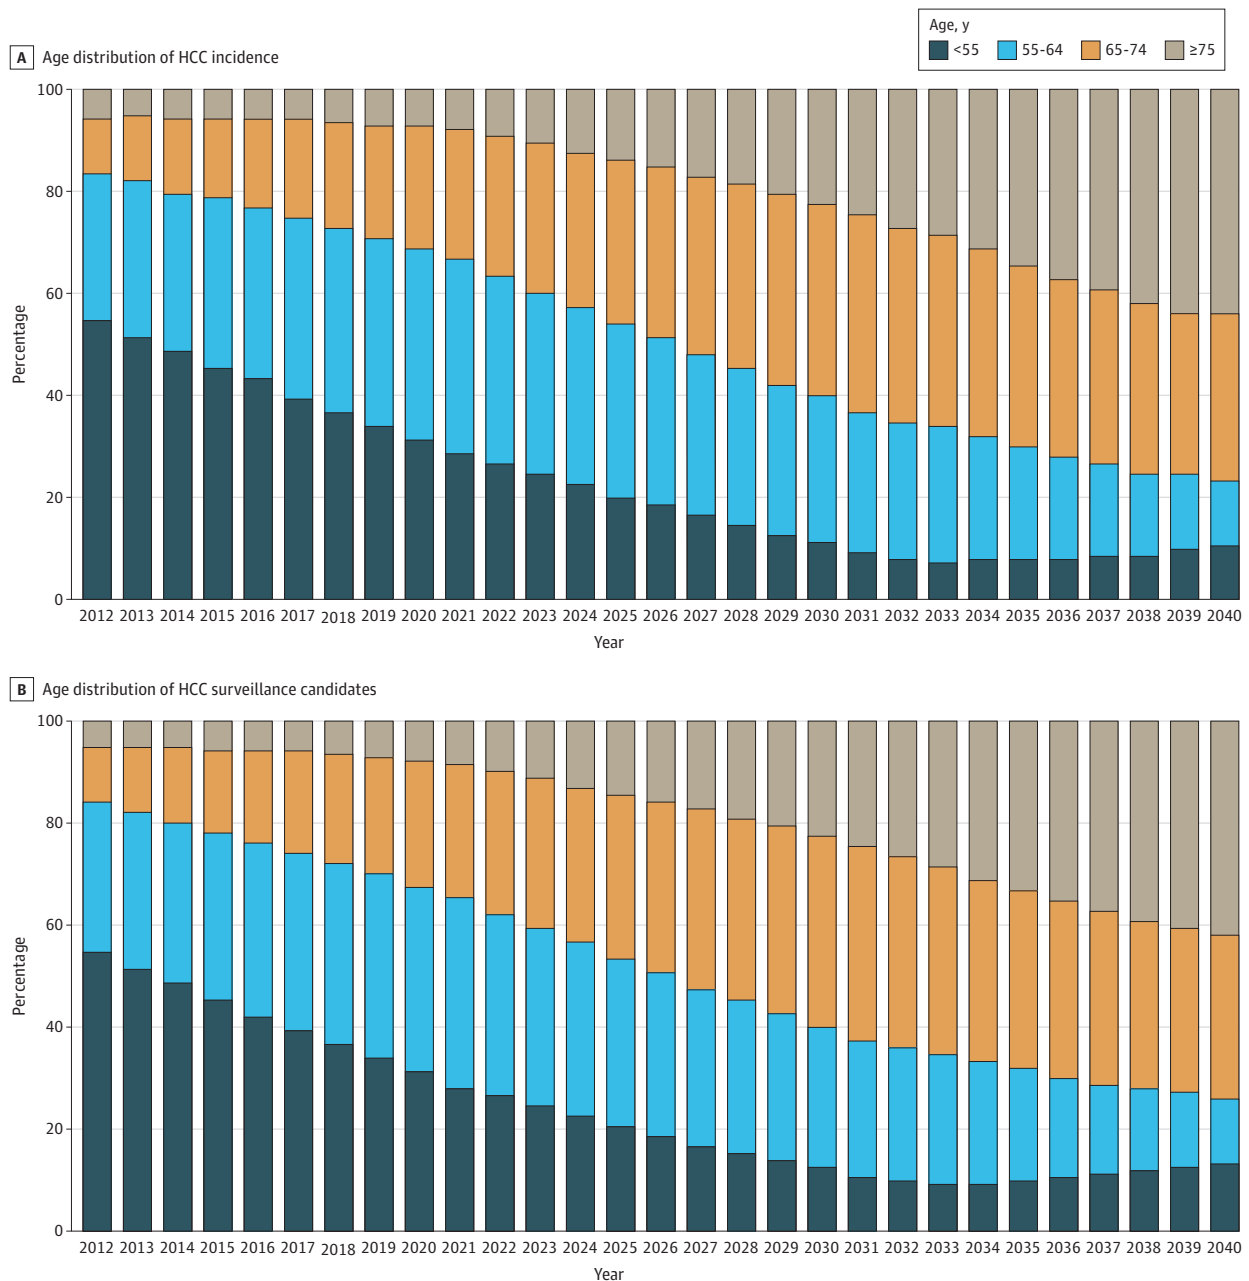 Age, y
<55 55-64 65-74 ≥75
A Age distribution of HCC incidence
100
80
60
40
20
0
Percentage
2012 2013 2014 2015 2016 2017 2018 2019 2020 2021 2022 2023 2024 2025 2026 2027 2028 2029 2030 2031 2032 2033 2034 2035 2036 2037 2038 2039 2040
Year
B Age distribution of HCC surveillance candidates
100
80
60
40
20
0
Percentage
2012 2013 2014 2015 2016 2017 2018 2019 2020 2021 2022 2023 2024 2025 2026 2027 2028 2029 2030 2031 2032 2033 2034 2035 2036 2037 2038 2039 2040
Year